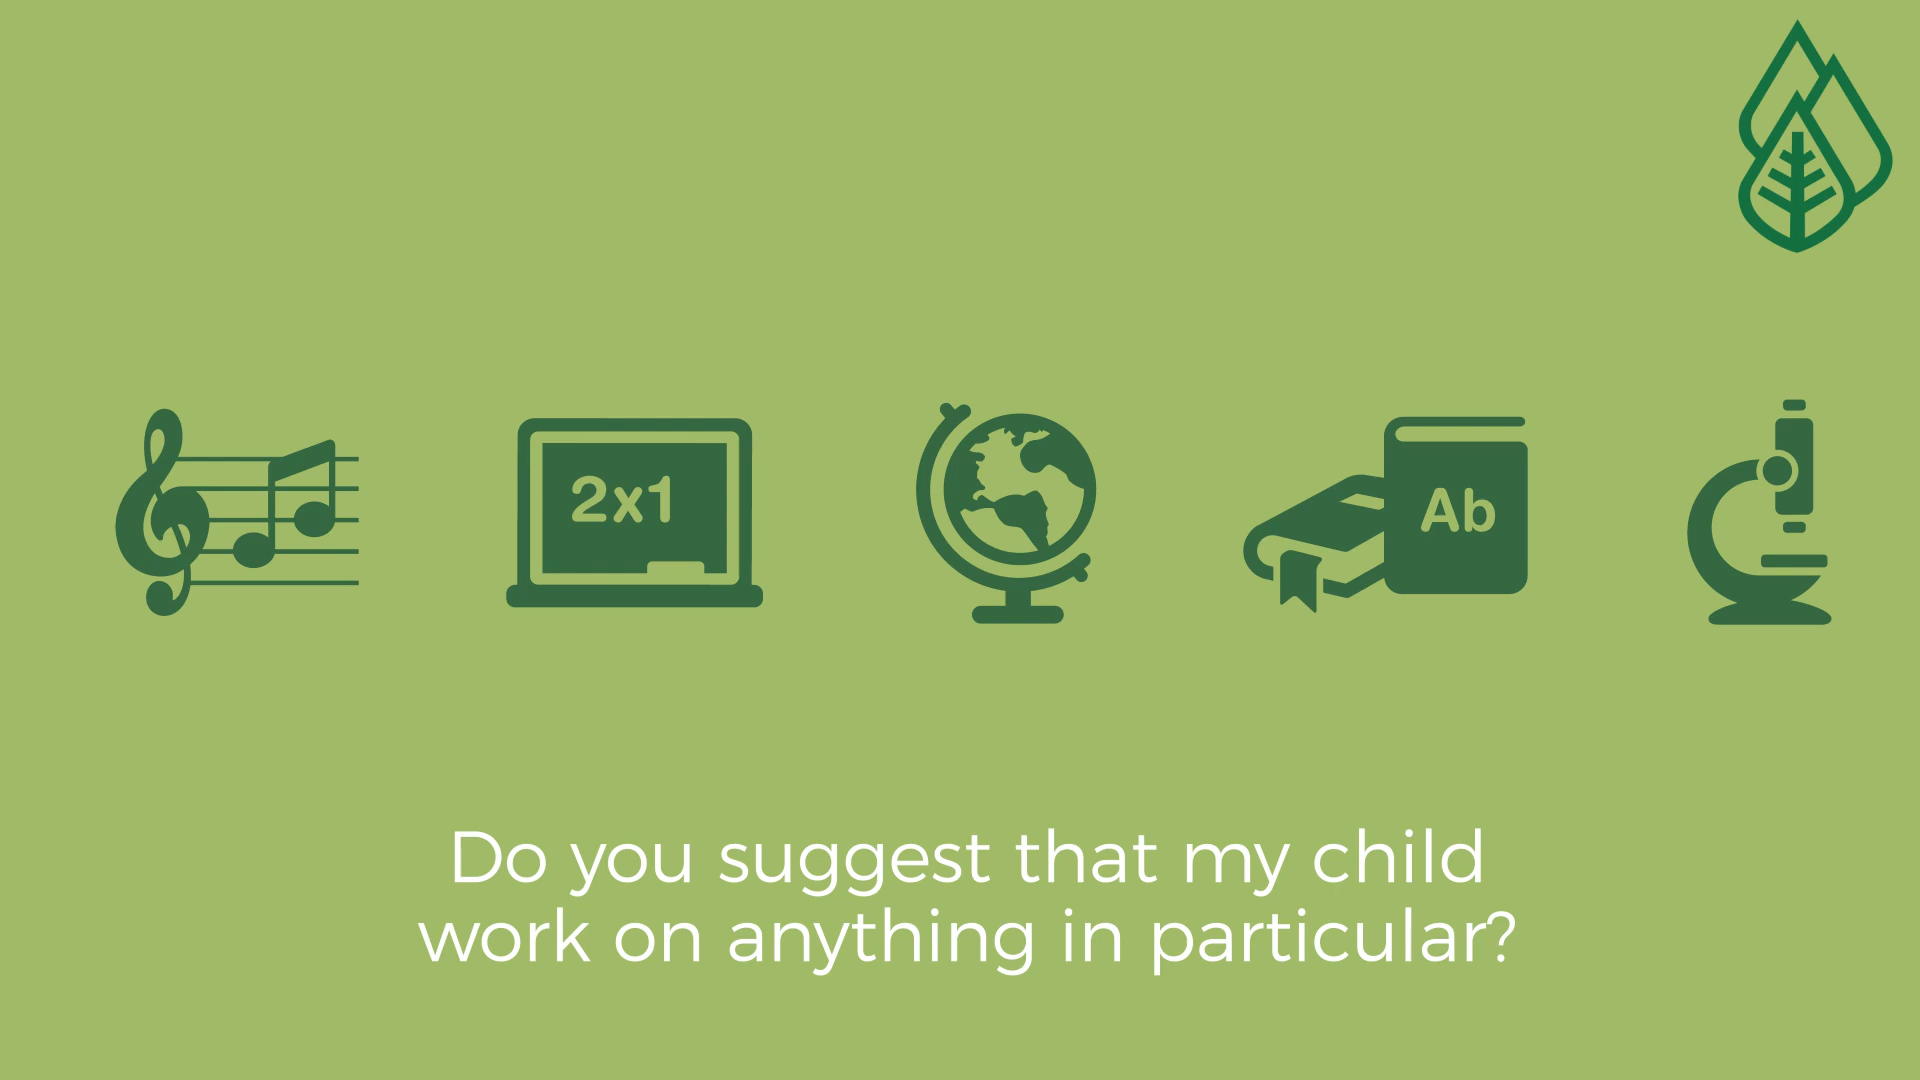 2x1
Ab
Do you suggest that my child
work on anything in particular?